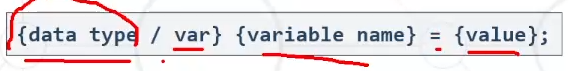 {data type / var} {variable name} = {value};